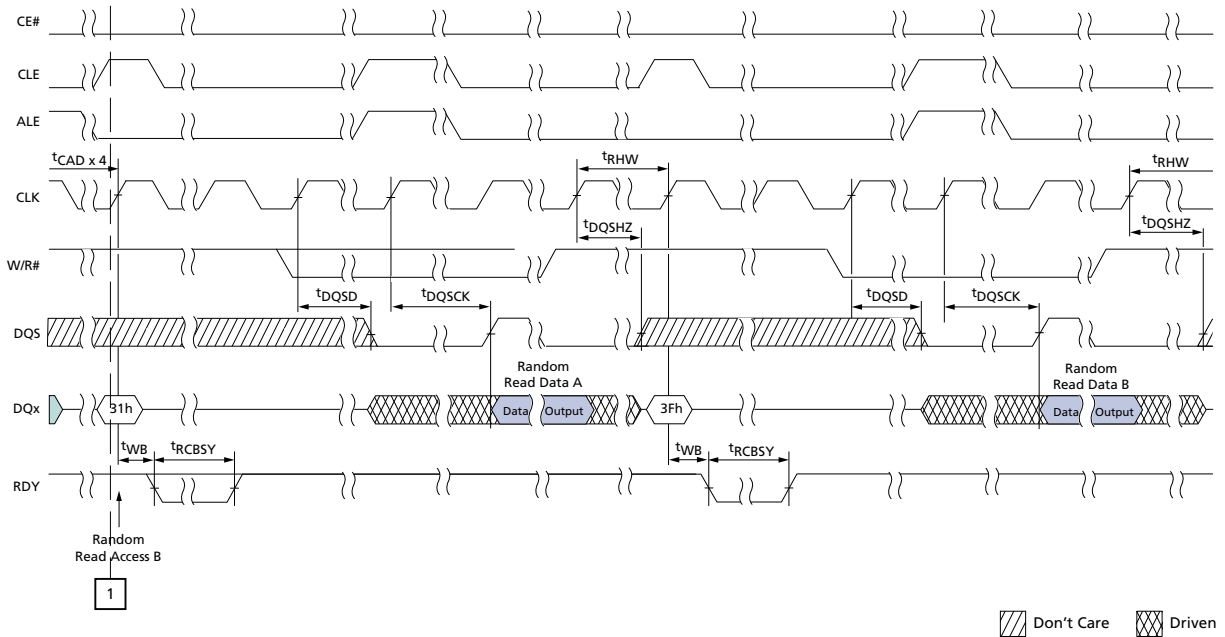 CE#
CLE
ALE
tCAD x 4
tRHW
tRHW
CLK
tDQSHZ
tDQSHZ
W/R#
tDQSD
tDQSCK
tDQSD
tDQSCK
DQS
Random
Read Data A
Random
Read Data B
DQx
31h
Data
Output
3Fh
Data
Output
tWB
tRCBSY
tWB
tRCBSY
RDY
Random
Read Access B
1
Don't Care
Driven